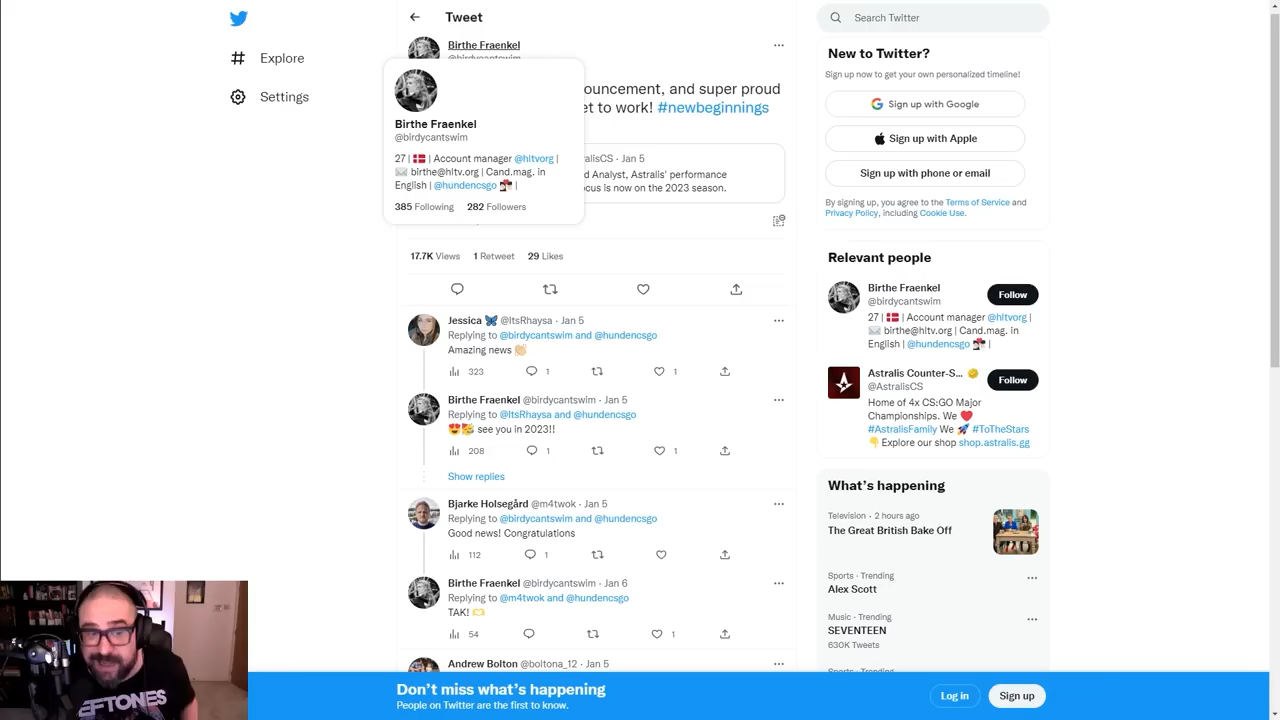 Explore
Settings
Tweet
Birthe Fraenkel
@birdycantswim
Birthe Fraenkel
@birdycantswim
27 | 🇩🇰 | Account manager @hltvorg |
✉️ birthe@hltv.org | Cand.mag. in
English | @hundencsgo |
385 Following 282 Followers
ouncement, and super proud
et to work! #newbeginnings
ralisCS · Jan 5
d Analyst, Astralis' performance
ocus is now on the 2023 season.
17.7K Views 1 Retweet 29 Likes
Jessica 🦋 @ItsRhaysa · Jan 5
Replying to @birdycantswim and @hundencsgo
Amazing news 👏🏼
323 1 1
Birthe Fraenkel @birdycantswim · Jan 5
Replying to @ItsRhaysa and @hundencsgo
😍🥳 see you in 2023!!
208 1 1
Show replies
Bjarke Holsegård @m4twok · Jan 5
Replying to @birdycantswim and @hundencsgo
Good news! Congratulations
112 1
Birthe Fraenkel @birdycantswim · Jan 6
Replying to @m4twok and @hundencsgo
TAK! 🫶
54 1
Andrew Bolton @boltona_12 · Jan 5
Search Twitter
New to Twitter?
Sign up now to get your own personalized timeline!
Sign up with Google
Sign up with Apple
Sign up with phone or email
By signing up, you agree to the Terms of Service and
Privacy Policy, including Cookie Use.
Relevant people
Birthe Fraenkel
@birdycantswim
Follow
27 | 🇩🇰 | Account manager @hltvorg |
✉️ birthe@hltv.org | Cand.mag. in
English | @hundencsgo |
Astralis Counter-S...
@AstralisCS
Follow
Home of 4x CS:GO Major
Championships. We ❤️
#AstralisFamily We 🚀 #ToTheStars
👇Explore our shop shop.astralis.gg
What's happening
Television · 2 hours ago
The Great British Bake Off
Sports · Trending
Alex Scott
Music · Trending
SEVENTEEN
630K Tweets
Sports · Trending
EFTONES
Don't miss what's happening
People on Twitter are the first to know.
Log in
Sign up